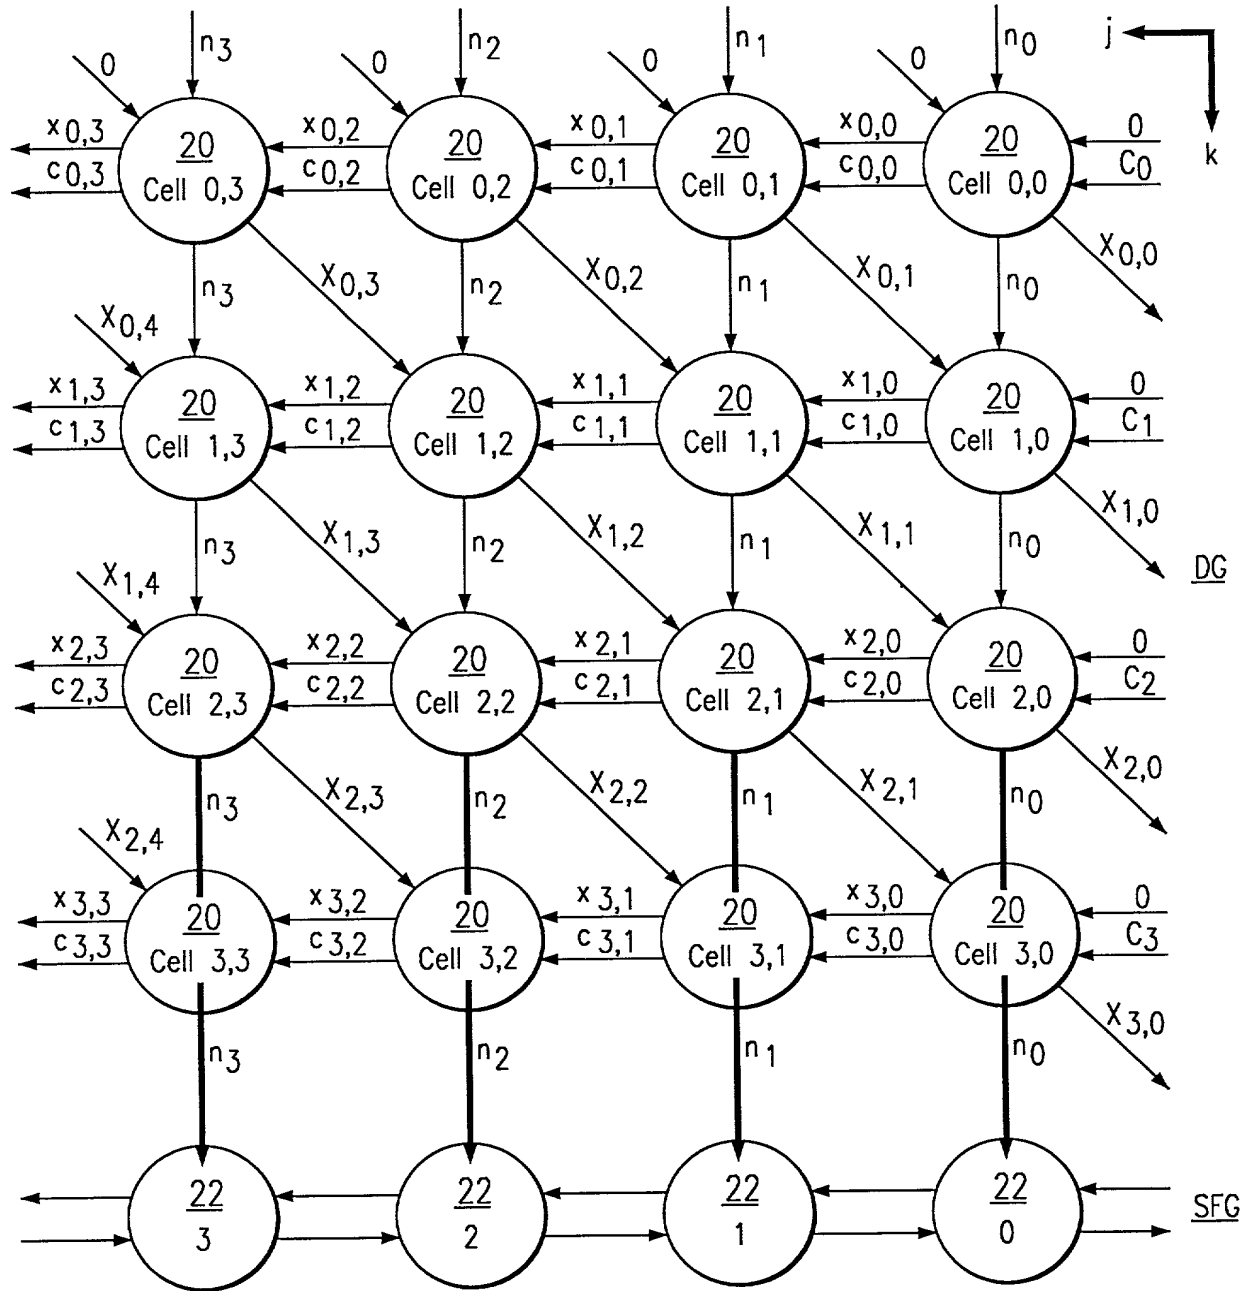 n3 n2 n1 n0 j
0 0 0 0
k
x0,3 x0,2 x0,1 x0,0 0
c0,3 c0,2 c0,1 c0,0 C0
20 20 20 20
Cell 0,3 Cell 0,2 Cell 0,1 Cell 0,0
n3 X0,3 n2 X0,2 n1 X0,1 n0 X0,0
X0,4
x1,3 x1,2 x1,1 x1,0 0
c1,3 c1,2 c1,1 c1,0 C1
20 20 20 20
Cell 1,3 Cell 1,2 Cell 1,1 Cell 1,0
n3 X1,3 n2 X1,2 n1 X1,1 n0 X1,0
X1,4 DG
x2,3 x2,2 x2,1 x2,0 0
c2,3 c2,2 c2,1 c2,0 C2
20 20 20 20
Cell 2,3 Cell 2,2 Cell 2,1 Cell 2,0
n3 X2,3 n2 X2,2 n1 X2,1 n0 X2,0
X2,4
x3,3 x3,2 x3,1 x3,0 0
c3,3 c3,2 c3,1 c3,0 C3
20 20 20 20
Cell 3,3 Cell 3,2 Cell 3,1 Cell 3,0
n3 n2 n1 n0 X3,0
22 22 22 22 SFG
3 2 1 0